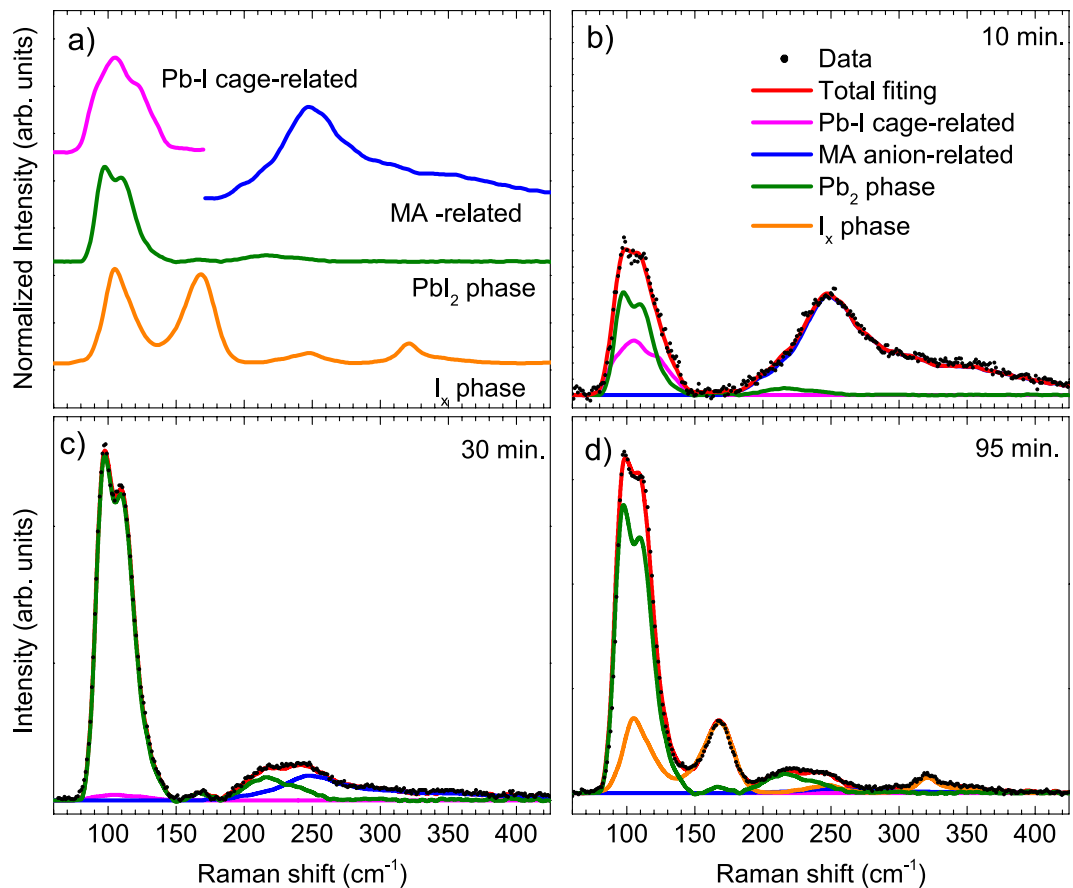 a)
Pb-I cage-related
MA -related
PbI2 phase
Ix phase
Normalized Intensity (arb. units)
b)
10 min.
Data
Total fiting
Pb-I cage-related
MA anion-related
Pb2 phase
Ix phase
c)
30 min.
Intensity (arb. units)
100 150 200 250 300 350 400
Raman shift (cm-1)
d)
95 min.
100 150 200 250 300 350 400
Raman shift (cm-1)